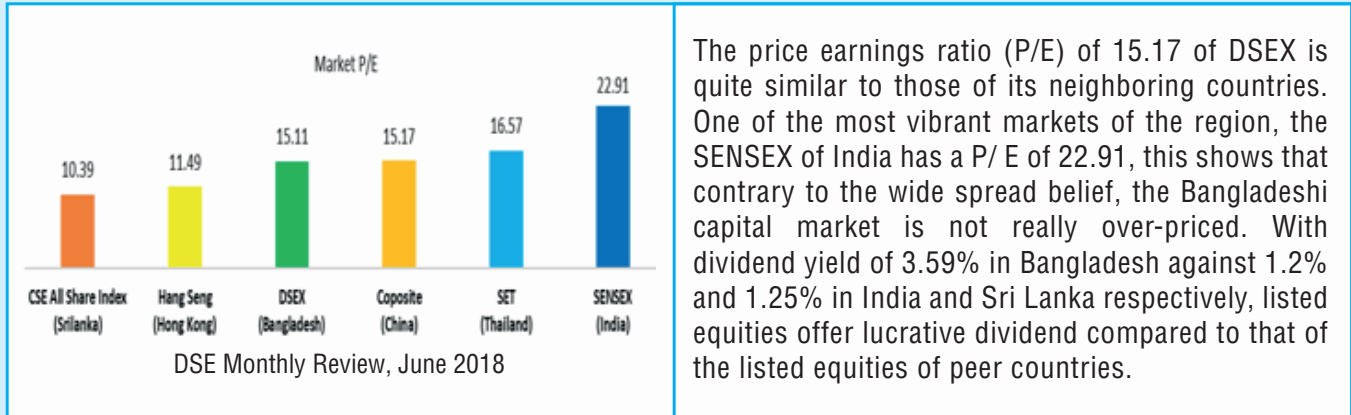 Market P/E
10.39
11.49
15.11
15.17
16.57
22.91
CSE All Share Index
(Srilanka)
Hang Seng
(Hong Kong)
DSEX
(Bangladesh)
Coposite
(China)
SET
(Thailand)
SENSEX
(India)
DSE Monthly Review, June 2018
The price earnings ratio (P/E) of 15.17 of DSEX is
quite similar to those of its neighboring countries.
One of the most vibrant markets of the region, the
SENSEX of India has a P/ E of 22.91, this shows that
contrary to the wide spread belief, the Bangladeshi
capital market is not really over-priced. With
dividend yield of 3.59% in Bangladesh against 1.2%
and 1.25% in India and Sri Lanka respectively, listed
equities offer lucrative dividend compared to that of
the listed equities of peer countries.